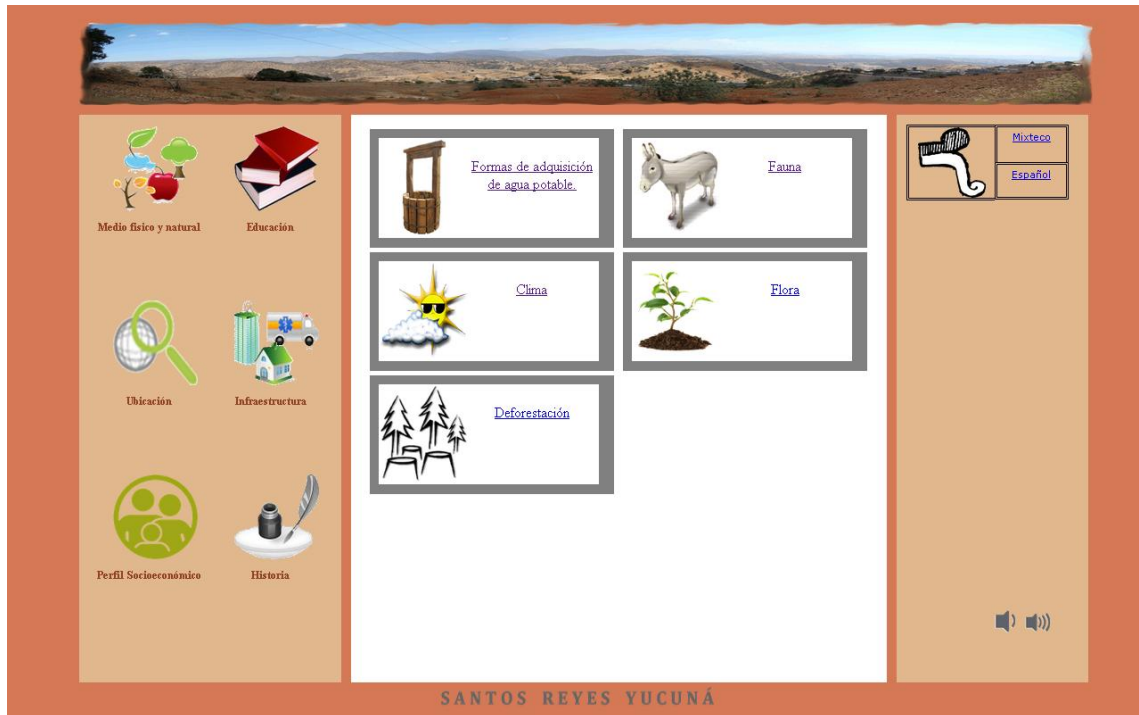 Medio físico y natural
Educación
Ubicación
Infraestructura
Perfil Socioeconómico
Historia
Formas de adquisición
de agua potable.
Fauna
Clima
Flora
Deforestación
Mixteco
Español
SANTOS REYES YUCUNÁ